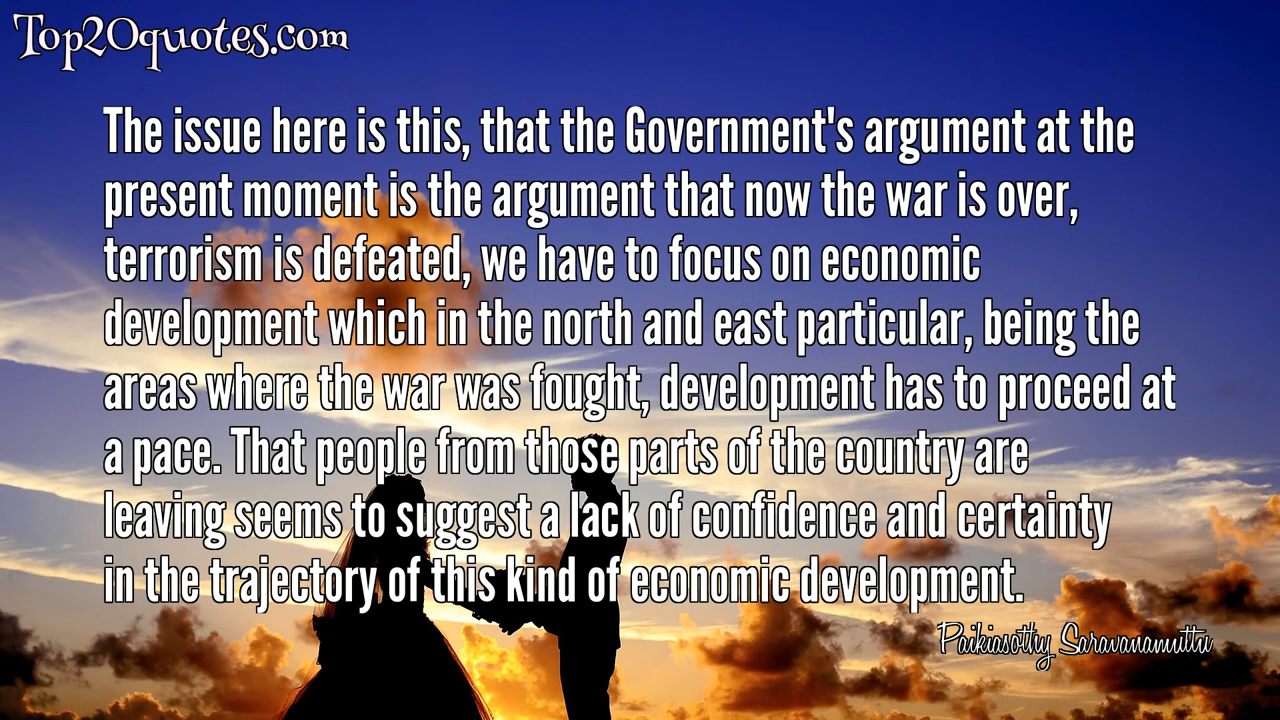 Top20quotes.com
The issue here is this, that the Government's argument at the
present moment is the argument that now the war is over,
terrorism is defeated, we have to focus on economic
development which in the north and east particular, being the
areas where the war was fought, development has to proceed at
a pace. That people from those parts of the country are
leaving seems to suggest a lack of confidence and certainty
in the trajectory of this kind of economic development.
Paikiasothy Saravanamuttu